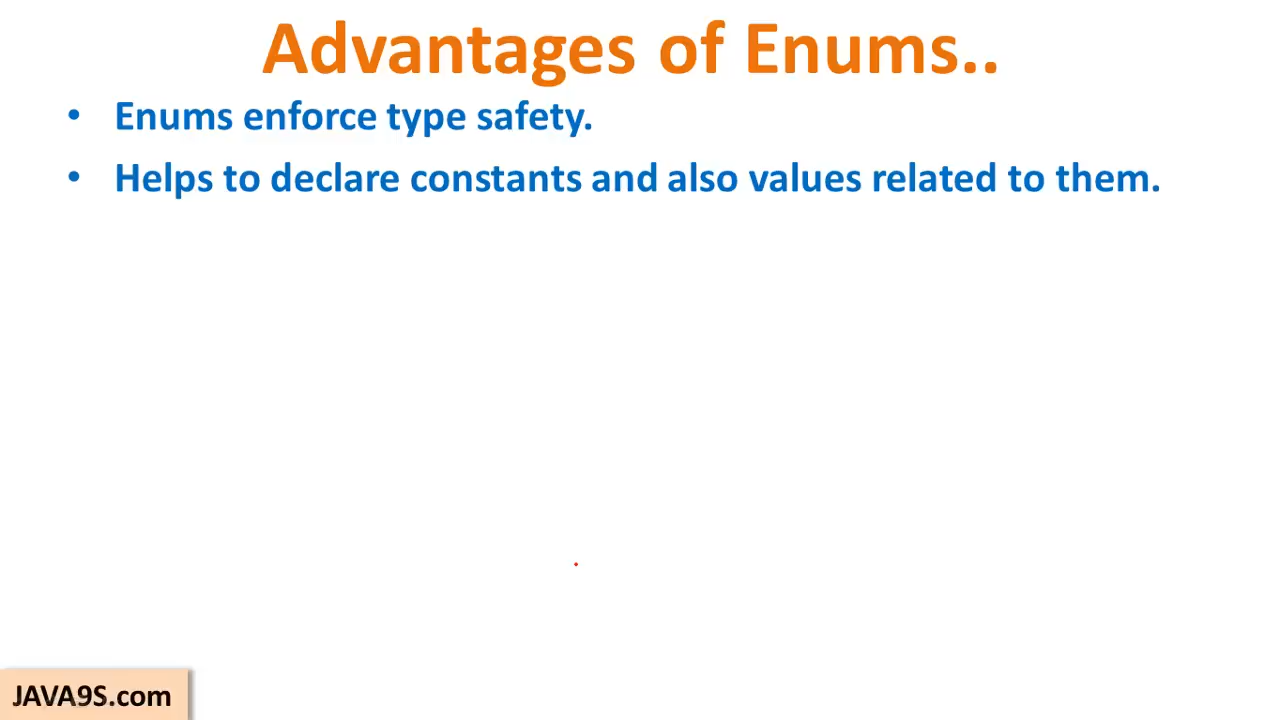 Advantages of Enums..
• Enums enforce type safety.
• Helps to declare constants and also values related to them.
JAVA9S.com